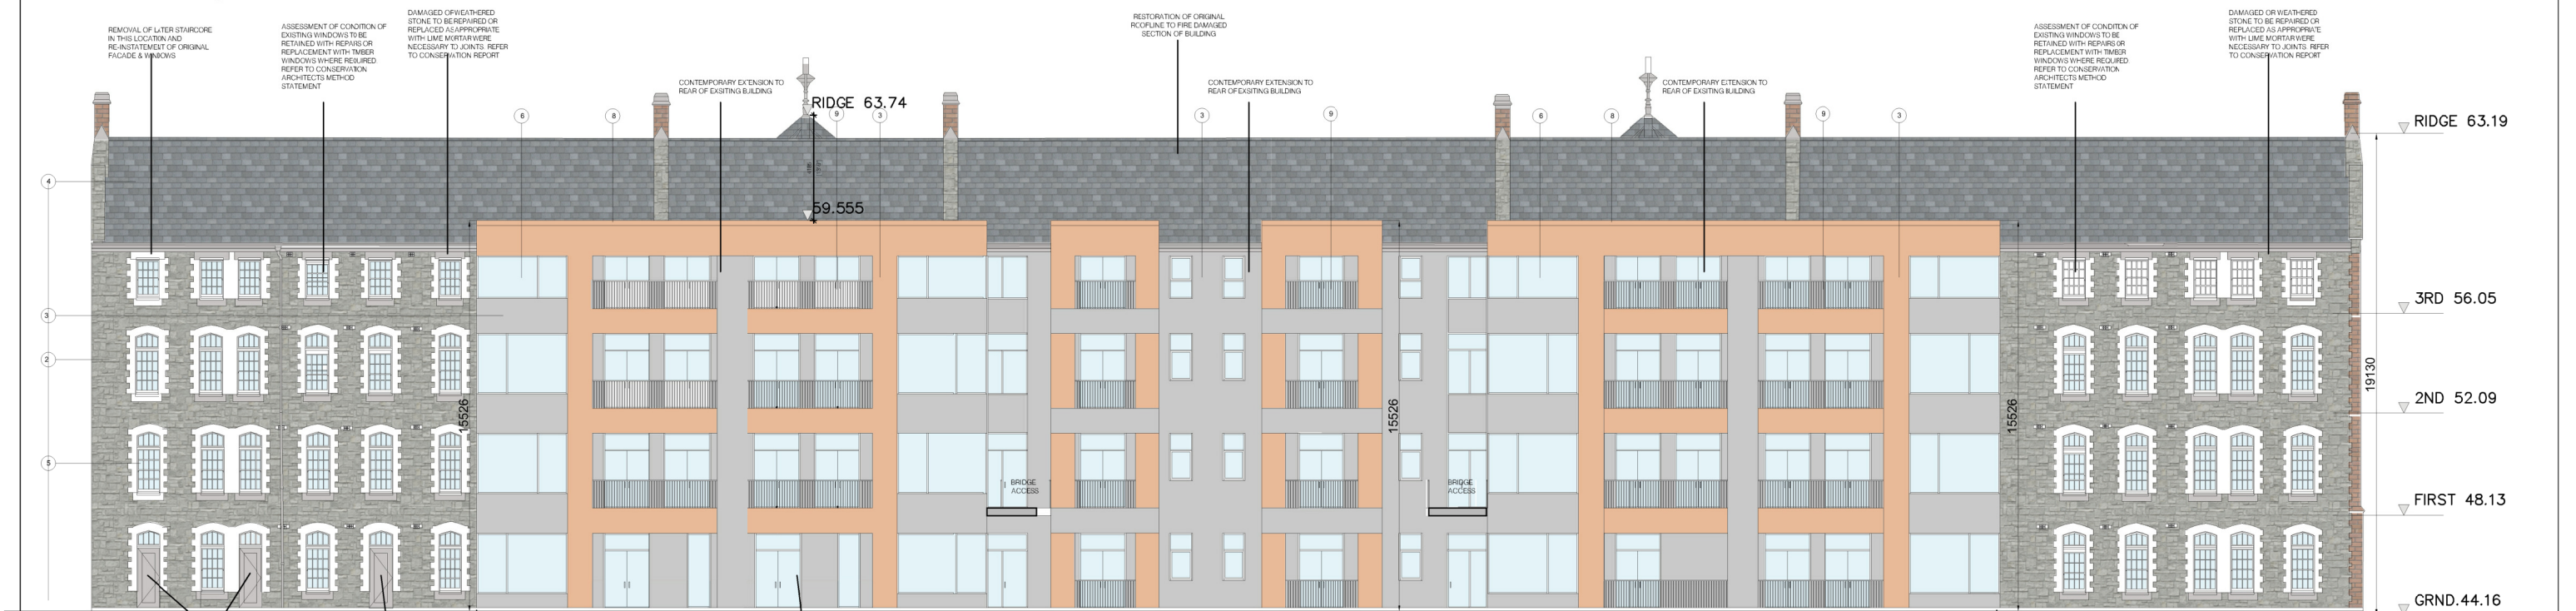 REMOVAL OF LATER STAIRCORE
IN THIS LOCATION AND
RE-INSTATEMENT OF ORIGINAL
FACADE & WINDOWS
ASSESSMENT OF CONDITION OF
EXISTING WINDOWS TO BE
RETAINED WITH REPAIRS OR
REPLACEMENT WITH TIMBER
WINDOWS WHERE REQUIRED.
REFER TO CONSERVATION
ARCHITECTS METHOD
STATEMENT
DAMAGED OF WEATHERED
STONE TO BE REPAIRED OR
REPLACED AS APPROPRIATE
WITH LIME MORTAR WERE
NECESSARY TO JOINTS. REFER
TO CONSERVATION REPORT
CONTEMPORARY EXTENSION TO
REAR OF EXSITING BUILDING
RESTORATION OF ORIGINAL
ROOFLINE TO FIRE DAMAGED
SECTION OF BUILDING
CONTEMPORARY EXTENSION TO
REAR OF EXSITING BUILDING
CONTEMPORARY EXTENSION TO
REAR OF EXSITING BUILDING
ASSESSMENT OF CONDITION OF
EXISTING WINDOWS TO BE
RETAINED WITH REPAIRS OR
REPLACEMENT WITH TIMBER
WINDOWS WHERE REQUIRED.
REFER TO CONSERVATION
ARCHITECTS METHOD
STATEMENT
DAMAGED OR WEATHERED
STONE TO BE REPAIRED OR
REPLACED AS APPROPRIATE
WITH LIME MORTAR WERE
NECESSARY TO JOINTS. REFER
TO CONSERVATION REPORT
RIDGE 63.74
6
8
9
3
3
9
6
8
9
3
RIDGE 63.19
4
59.555
3RD 56.05
3
2
19130
2ND 52.09
15526
15526
15526
5
BRIDGE
ACCESS
BRIDGE
ACCESS
FIRST 48.13
GRND.44.16